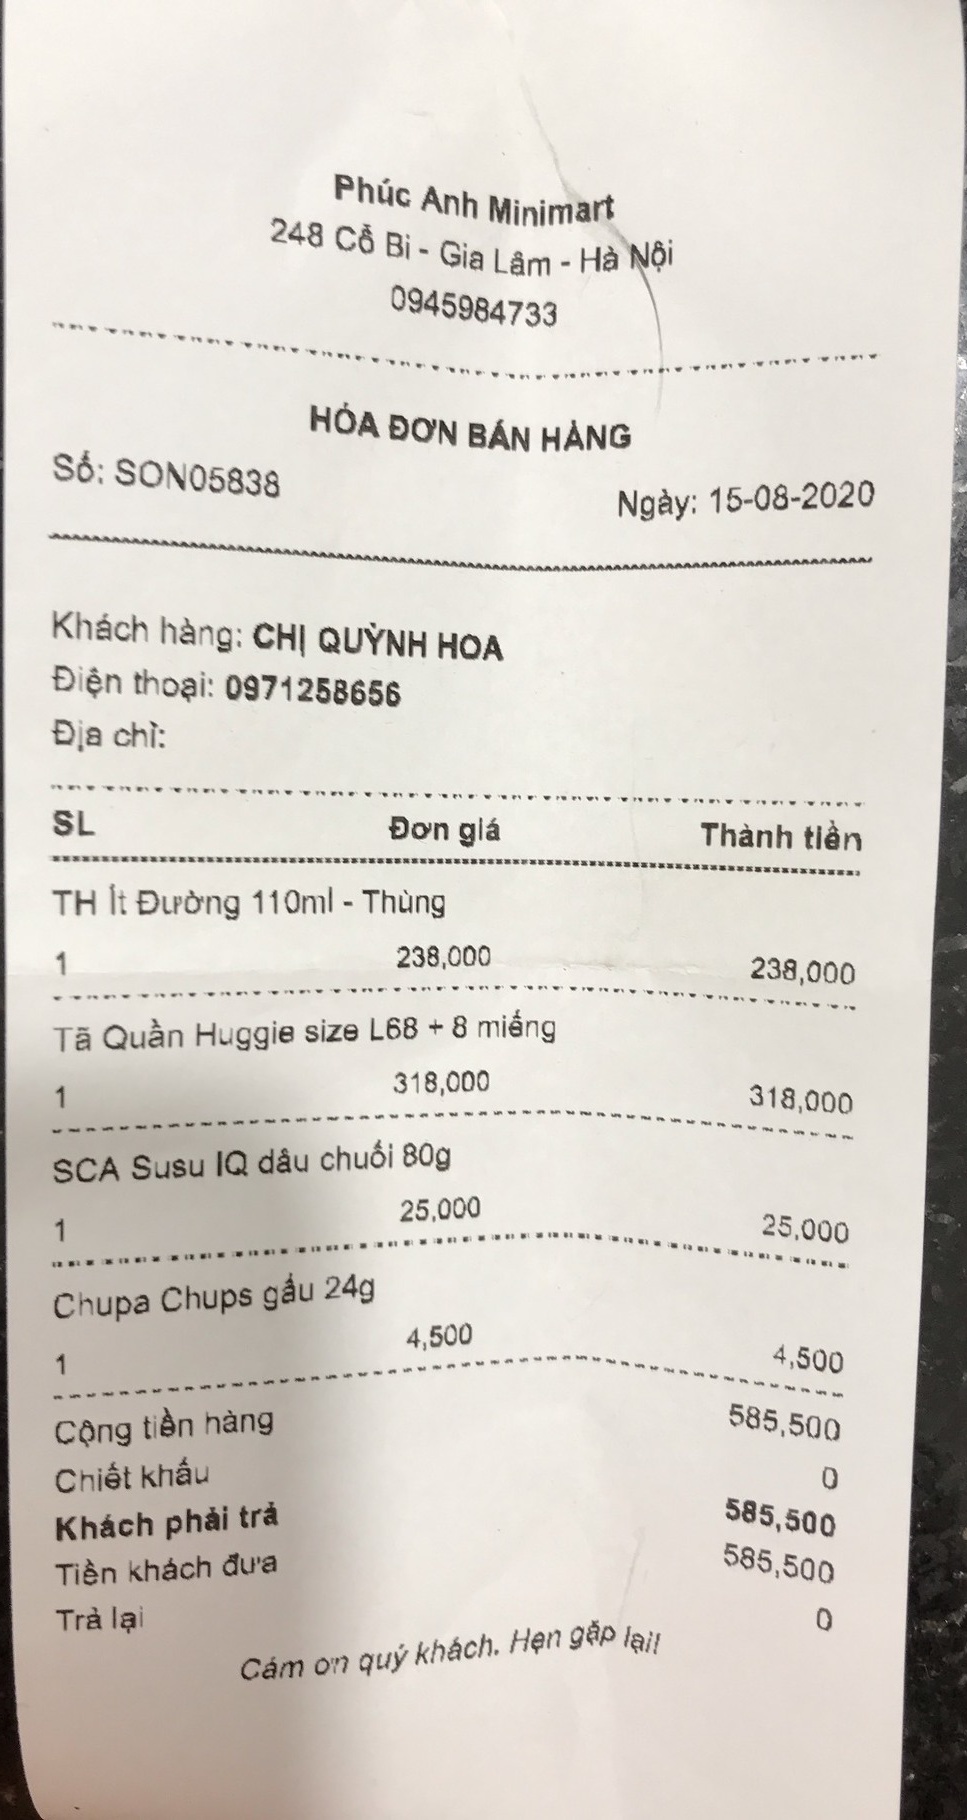 Phúc Anh Minimart
248 Cổ Bi - Gia Lâm - Hà Nội
0945984733
HÓA ĐƠN BÁN HÀNG
Số: SON05838
Ngày: 15-08-2020
Khách hàng: CHỊ QUỲNH HOA
Điện thoại: 0971258656
Địa chỉ:
SL Đơn giá Thành tiền
TH Ít Đường 110ml - Thùng
1 238,000 238,000
Tã Quần Huggie size L68 + 8 miếng
1 318,000 318,000
SCA Susu IQ dâu chuối 80g
1 25,000 25,000
Chupa Chups gấu 24g
1 4,500 4,500
Cộng tiền hàng 585,500
Chiết khấu 0
Khách phải trả 585,500
Tiền khách đưa 585,500
Trả lại 0
Cám ơn quý khách. Hẹn gặp lại!